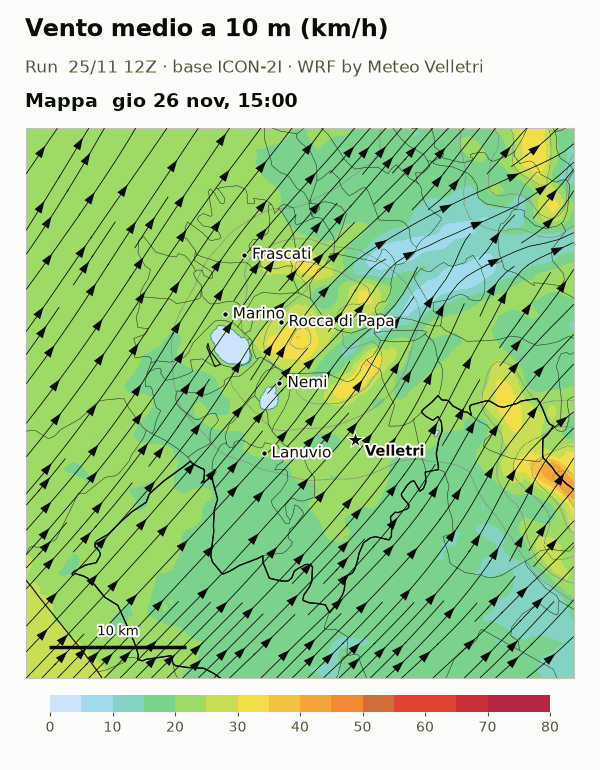 Vento medio a 10 m (km/h)
Run 25/11 12Z · base ICON-2I · WRF by Meteo Velletri
Mappa gio 26 nov, 15:00
Frascati
Marino
Rocca di Papa
Nemi
Velletri
Lanuvio
10 km
0 10 20 30 40 50 60 70 80